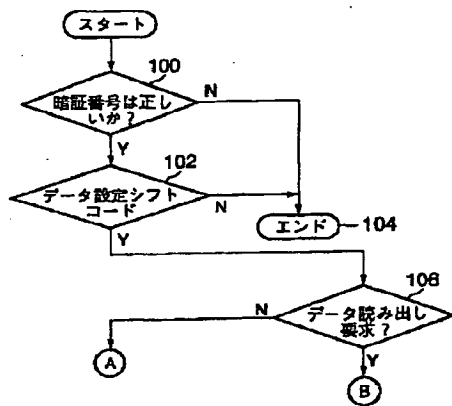 スタート
100
暗証番号は正し
いか？
N
Y
102
データ設定シフト
コード
N
Y
エンド
104
106
データ読み出し
要求？
N
Y
A
B